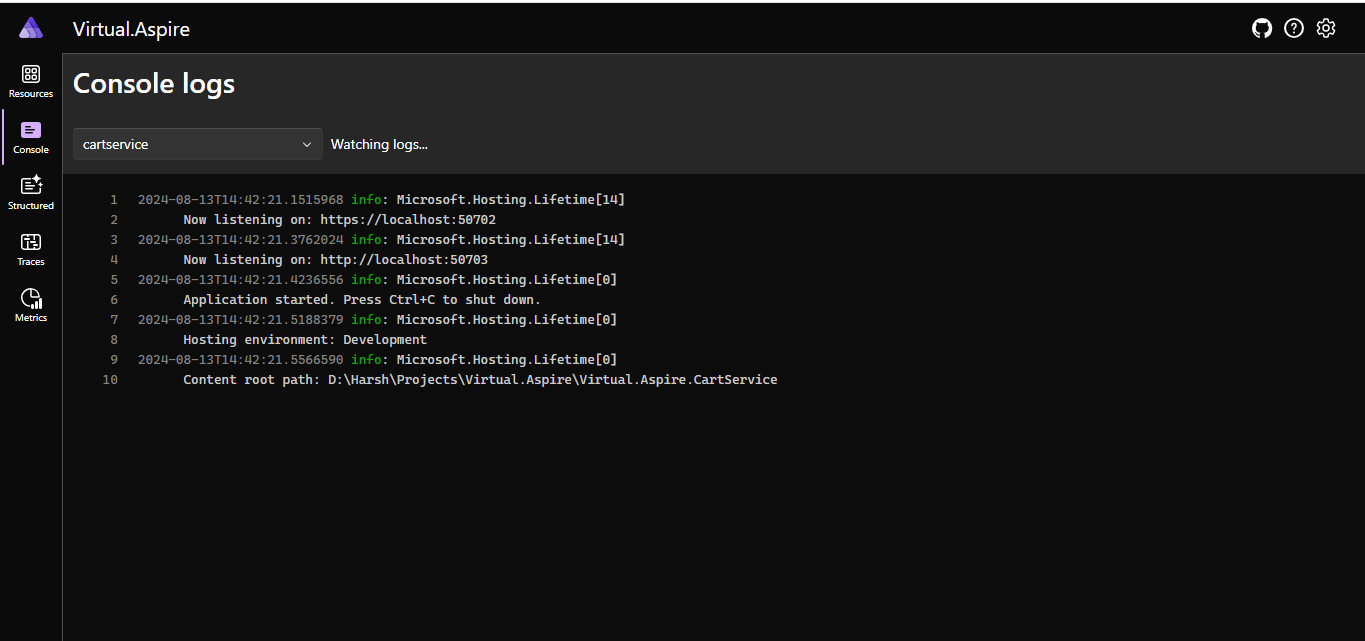 Virtual.Aspire
Resources
Console
Structured
Traces
Metrics
Console logs
cartservice
Watching logs...
1 2024-08-13T14:42:21.1515968 info: Microsoft.Hosting.Lifetime[14]
2 Now listening on: https://localhost:50702
3 2024-08-13T14:42:21.3762024 info: Microsoft.Hosting.Lifetime[14]
4 Now listening on: http://localhost:50703
5 2024-08-13T14:42:21.4236556 info: Microsoft.Hosting.Lifetime[0]
6 Application started. Press Ctrl+C to shut down.
7 2024-08-13T14:42:21.5188379 info: Microsoft.Hosting.Lifetime[0]
8 Hosting environment: Development
9 2024-08-13T14:42:21.5566590 info: Microsoft.Hosting.Lifetime[0]
10 Content root path: D:\Harsh\Projects\Virtual.Aspire\Virtual.Aspire.CartService